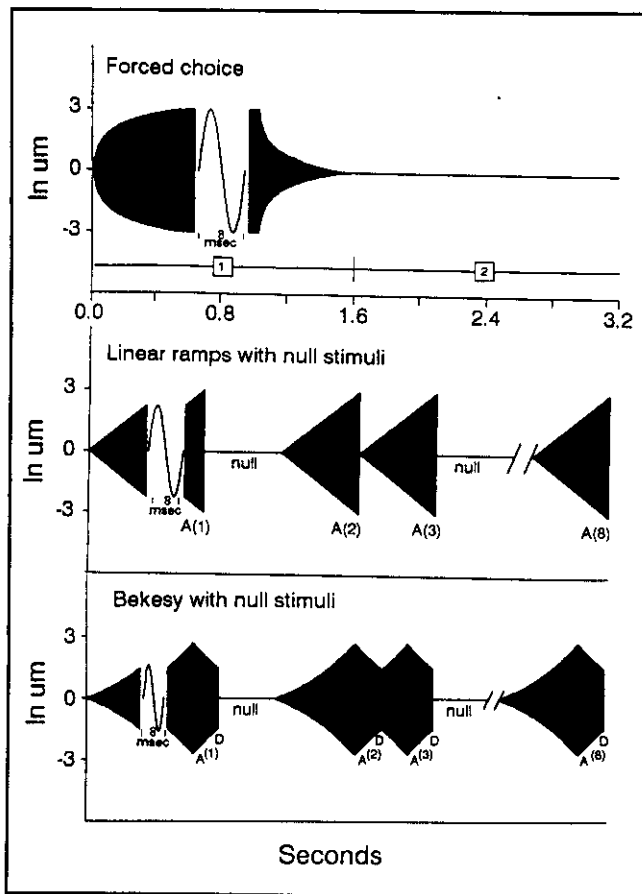 Forced choice
3
ln um
0
-3
8
msec
1
2
0.0 0.8 1.6 2.4 3.2
Linear ramps with null stimuli
3
ln um
0
null
null
-3
8
msec
A(1) A(2) A(3) A(8)
Bekesy with null stimuli
3
ln um
0
null
null
-3
8
msec
D D D D
A(1) A(2) A(3) A(8)
Seconds